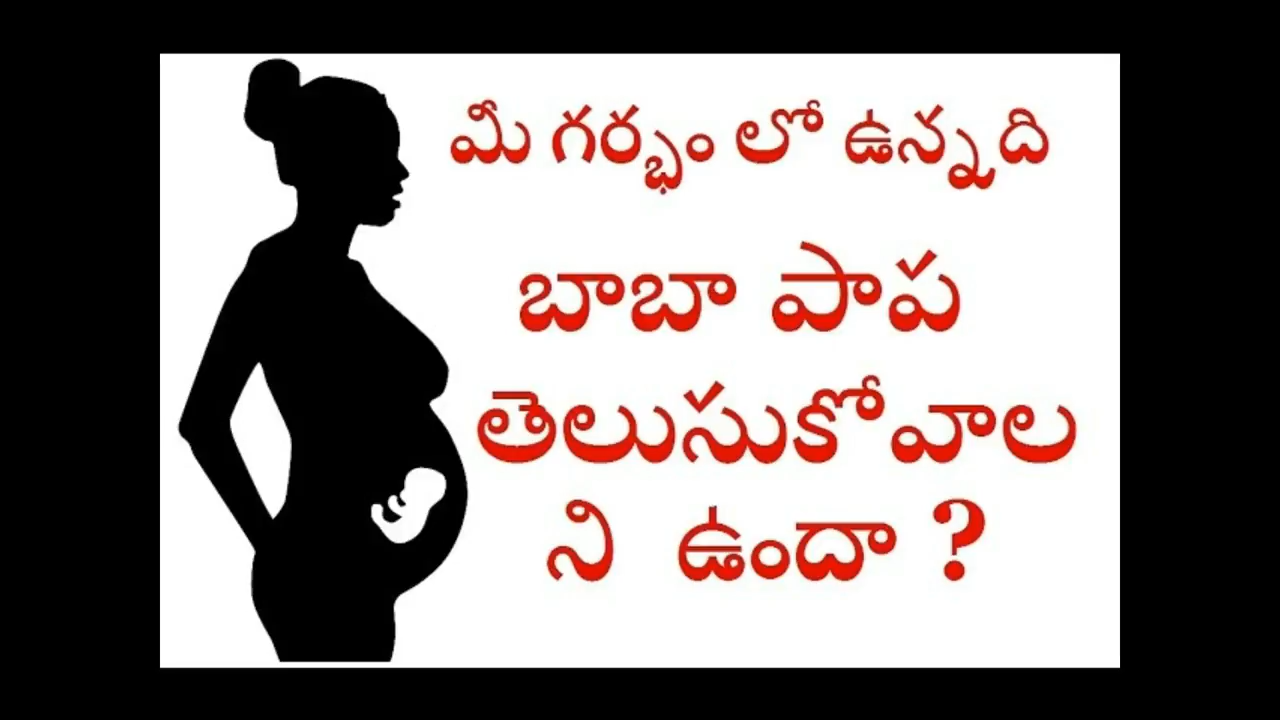 మీ గర్భం లో ఉన్నది
బాబా పాప
తెలుసుకోవాల
ని ఉందా ?